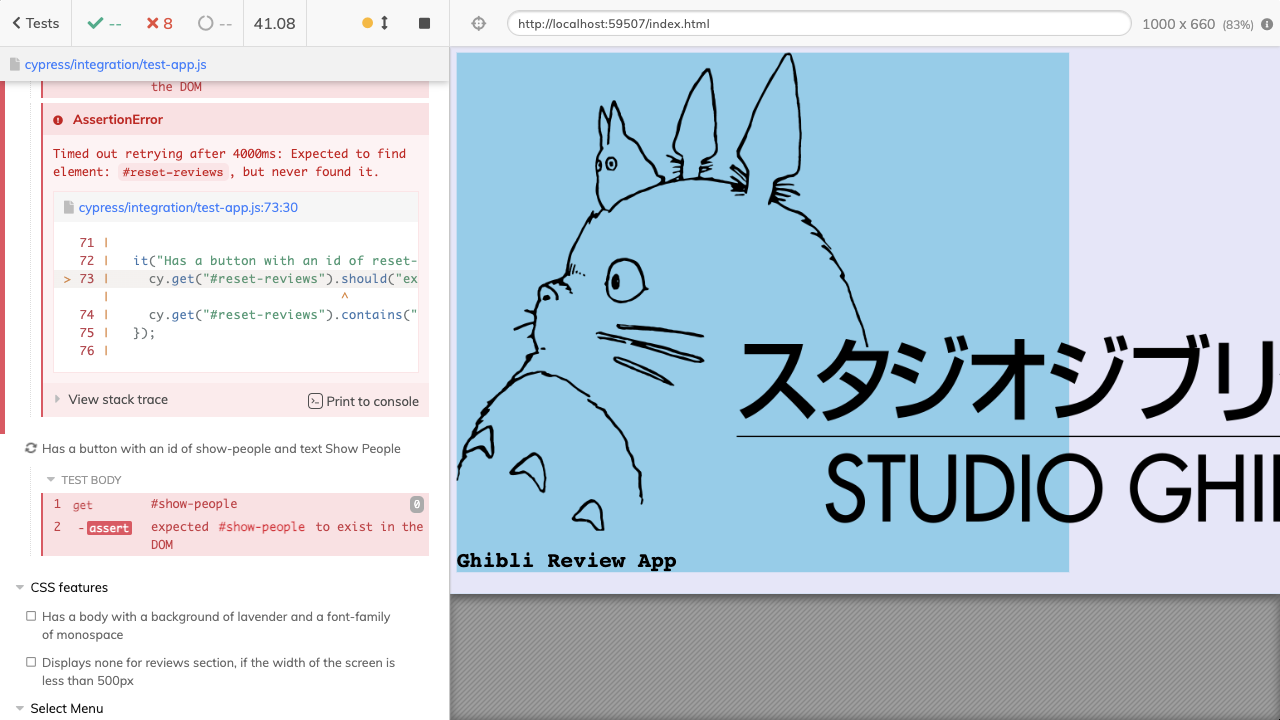 Tests
--
8
--
41.08
http://localhost:59507/index.html
1000 x 660 (83%)
cypress/integration/test-app.js
the DOM
AssertionError
Timed out retrying after 4000ms: Expected to find
element: #reset-reviews, but never found it.
cypress/integration/test-app.js:73:30
71 |
72 | it("Has a button with an id of reset-
> 73 | cy.get("#reset-reviews").should("ex
| ^
74 | cy.get("#reset-reviews").contains("
75 | });
76 |
View stack trace
Print to console
Has a button with an id of show-people and text Show People
TEST BODY
1 get #show-people 0
2 -assert expected #show-people to exist in the
DOM
CSS features
Has a body with a background of lavender and a font-family
of monospace
Displays none for reviews section, if the width of the screen is
less than 500px
Select Menu
スタジオジブリ
STUDIO GHIB
Ghibli Review App